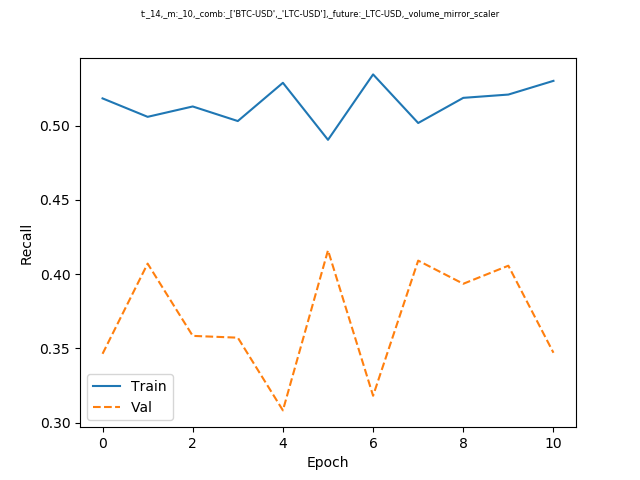 t:_14,_m:_10,_comb:_['BTC-USD',_'LTC-USD'],_future:_LTC-USD,_volume_mirror_scaler
0.50
0.45
0.40
0.35
0.30
Recall
Train
Val
0 2 4 6 8 10
Epoch